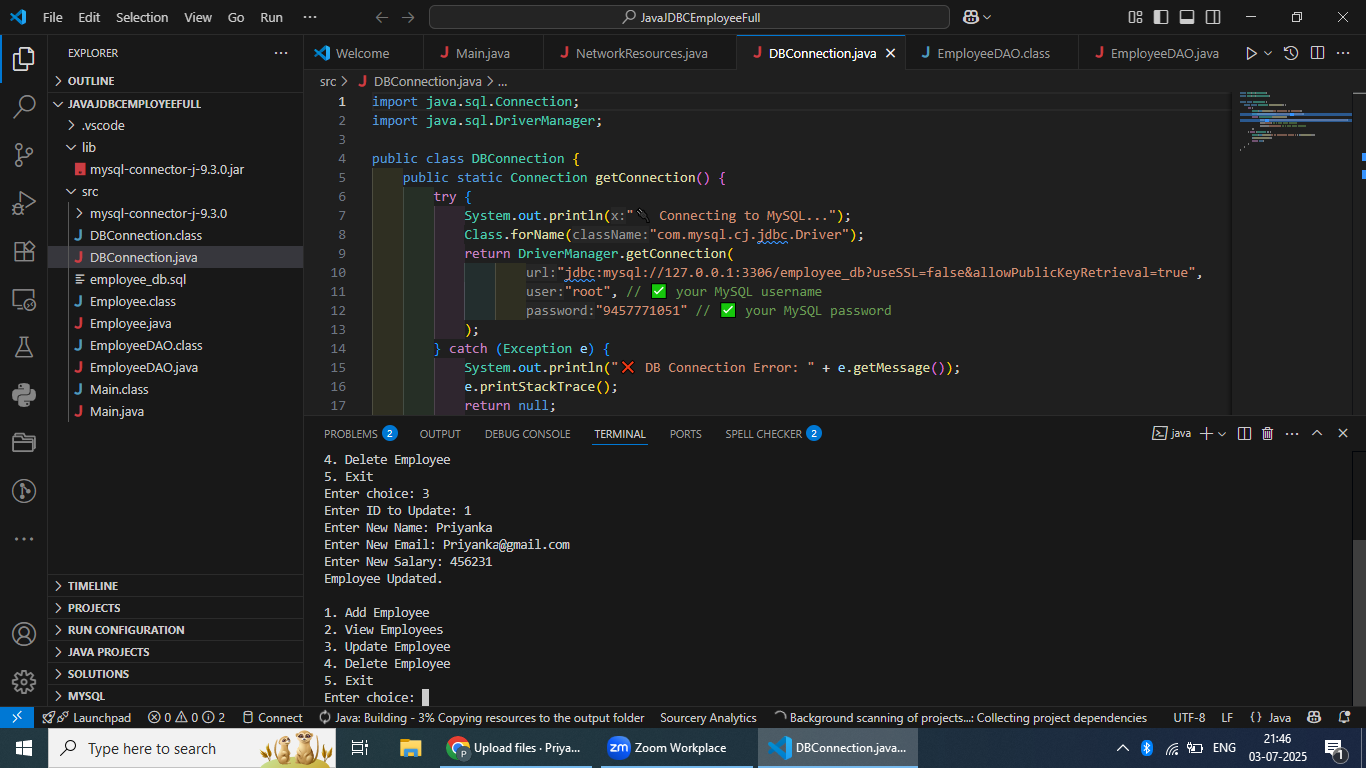 File Edit Selection View Go Run ··· JavaJDBCEmployeeFull
EXPLORER ···
OUTLINE
JAVAJDBCEMPLOYEEFULL
.vscode
lib
mysql-connector-j-9.3.0.jar
src
mysql-connector-j-9.3.0
DBConnection.class
DBConnection.java
employee_db.sql
Employee.class
Employee.java
EmployeeDAO.class
EmployeeDAO.java
Main.class
Main.java
TIMELINE
PROJECTS
RUN CONFIGURATION
JAVA PROJECTS
SOLUTIONS
MYSQL
Welcome Main.java NetworkResources.java DBConnection.java EmployeeDAO.class EmployeeDAO.java
src > DBConnection.java > ...
1 import java.sql.Connection;
2 import java.sql.DriverManager;
3
4 public class DBConnection {
5 public static Connection getConnection() {
6 try {
7 System.out.println(x:"🔌 Connecting to MySQL...");
8 Class.forName(className:"com.mysql.cj.jdbc.Driver");
9 return DriverManager.getConnection(
10 url:"jdbc:mysql://127.0.0.1:3306/employee_db?useSSL=false&allowPublicKeyRetrieval=true",
11 user:"root", // ✅ your MySQL username
12 password:"9457771051" // ✅ your MySQL password
13 );
14 } catch (Exception e) {
15 System.out.println("❌ DB Connection Error: " + e.getMessage());
16 e.printStackTrace();
17 return null;
PROBLEMS 2 OUTPUT DEBUG CONSOLE TERMINAL PORTS SPELL CHECKER 2 java
4. Delete Employee
5. Exit
Enter choice: 3
Enter ID to Update: 1
Enter New Name: Priyanka
Enter New Email: Priyanka@gmail.com
Enter New Salary: 456231
Employee Updated.
1. Add Employee
2. View Employees
3. Update Employee
4. Delete Employee
5. Exit
Enter choice:
Launchpad 0 0 2 Connect Java: Building - 3% Copying resources to the output folder Sourcery Analytics Background scanning of projects...: Collecting project dependencies UTF-8 LF {} Java
Type here to search Upload files · Priya... zm Zoom Workplace DBConnection.java... ENG 21:46
03-07-2025 1